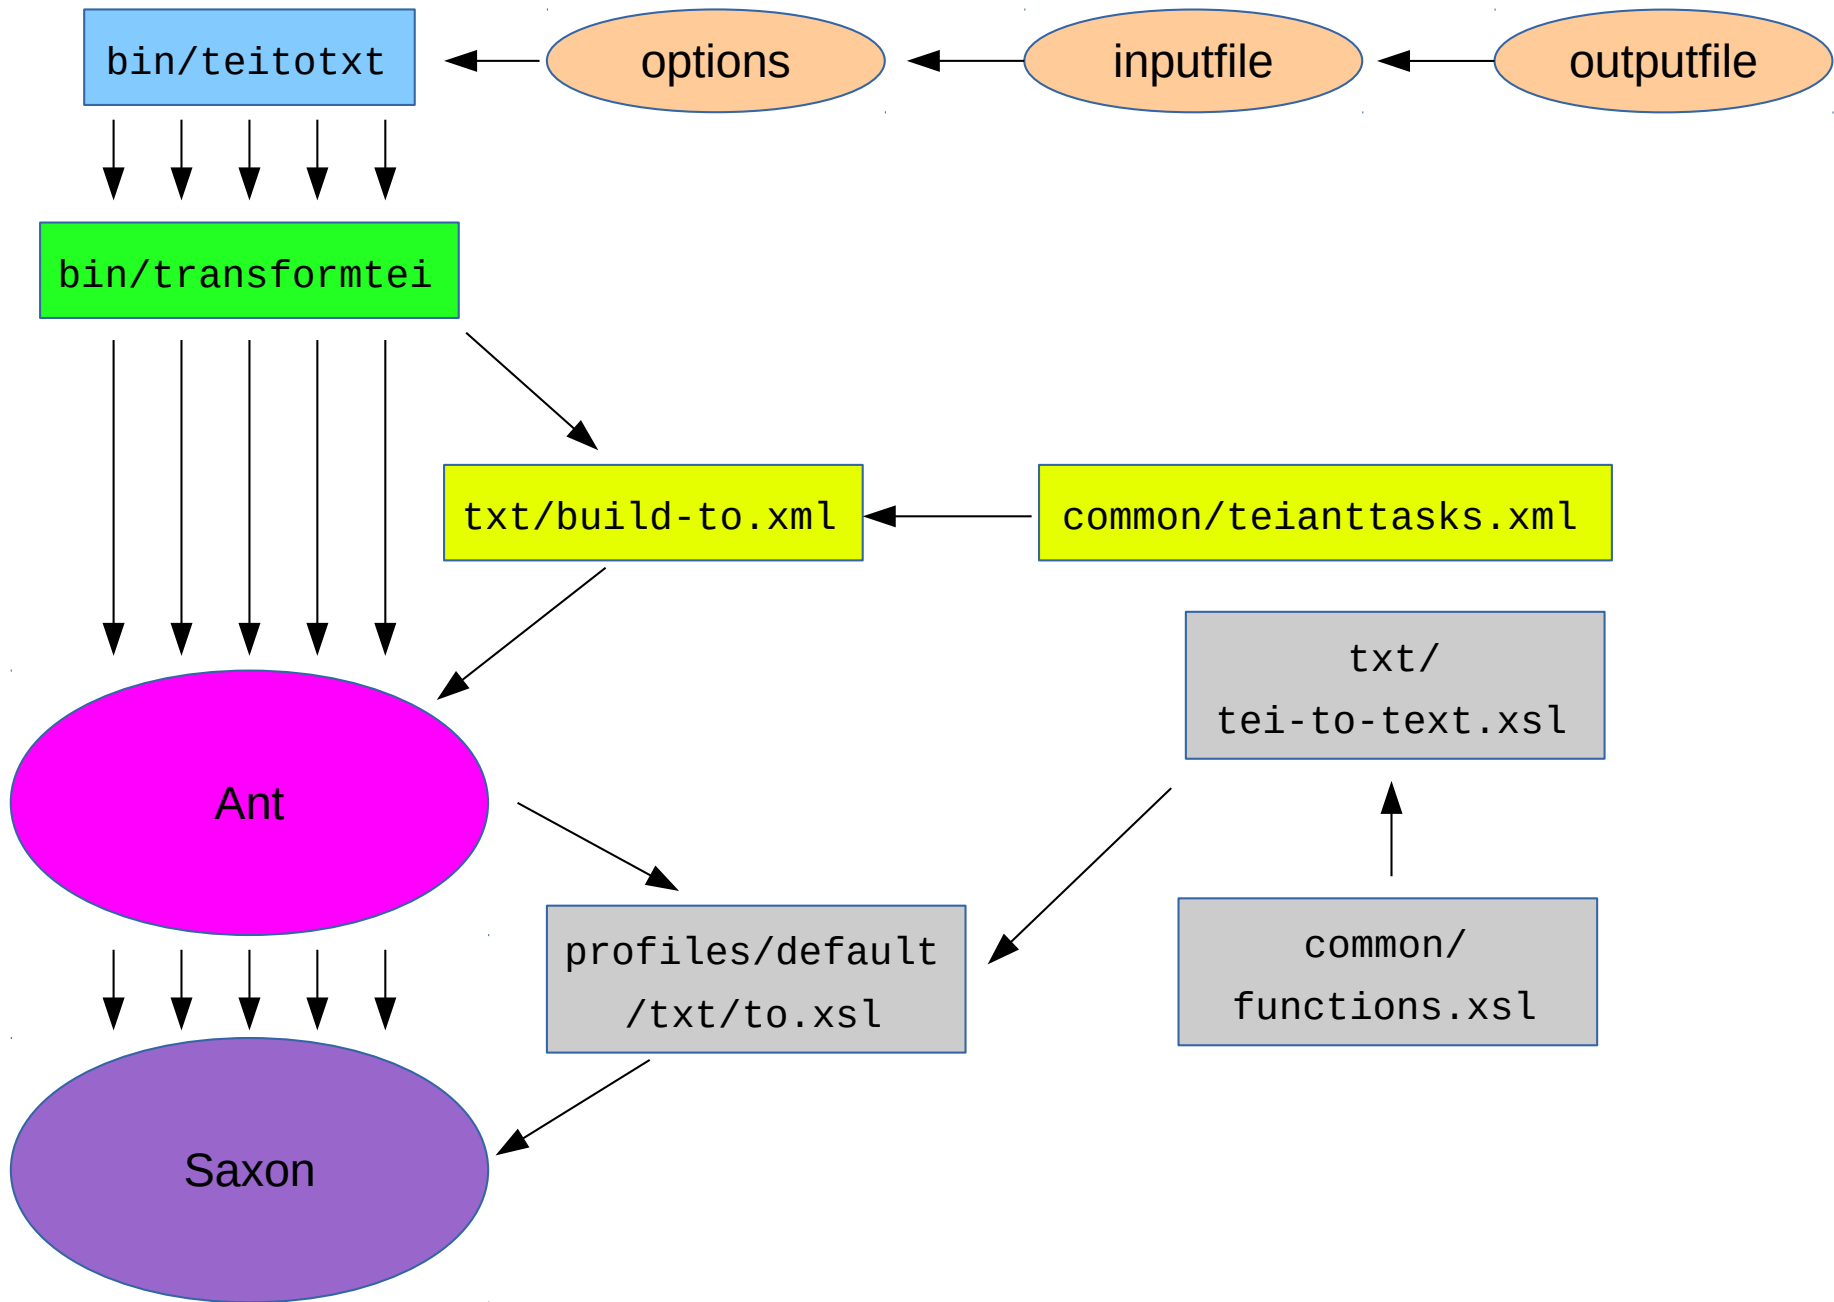 bin/teitotxt
options
inputfile
outputfile
bin/transformtei
txt/build-to.xml
common/teianttasks.xml
txt/
tei-to-text.xsl
Ant
profiles/default
/txt/to.xsl
common/
functions.xsl
Saxon